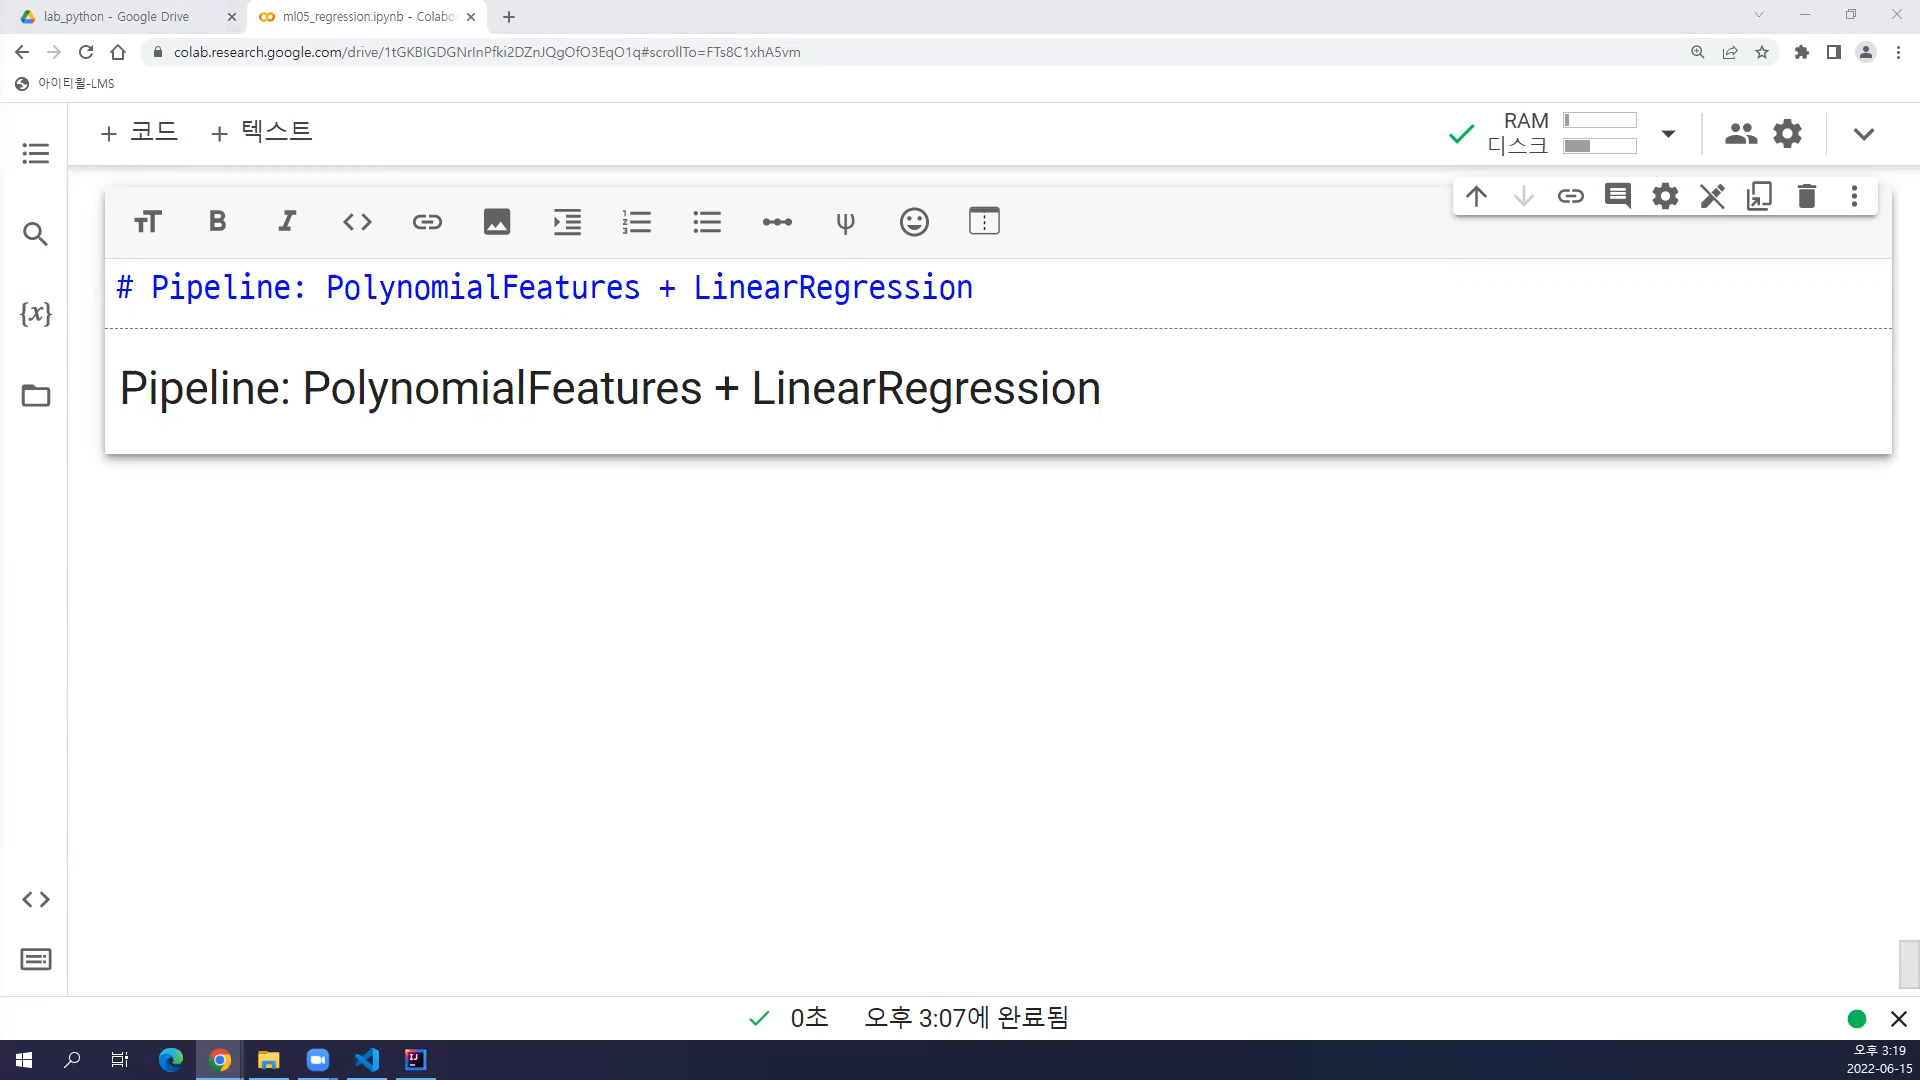 lab_python - Google Drive
ml05_regression.ipynb - Colabo
colab.research.google.com/drive/1tGKBIGDGNrInPfki2DZnJQgOfO3EqO1q#scrollTo=FTs8C1xhA5vm
아이티윌-LMS
+ 코드 + 텍스트
RAM
디스크
# Pipeline: PolynomialFeatures + LinearRegression
Pipeline: PolynomialFeatures + LinearRegression
0초 오후 3:07에 완료됨
오후 3:19
2022-06-15